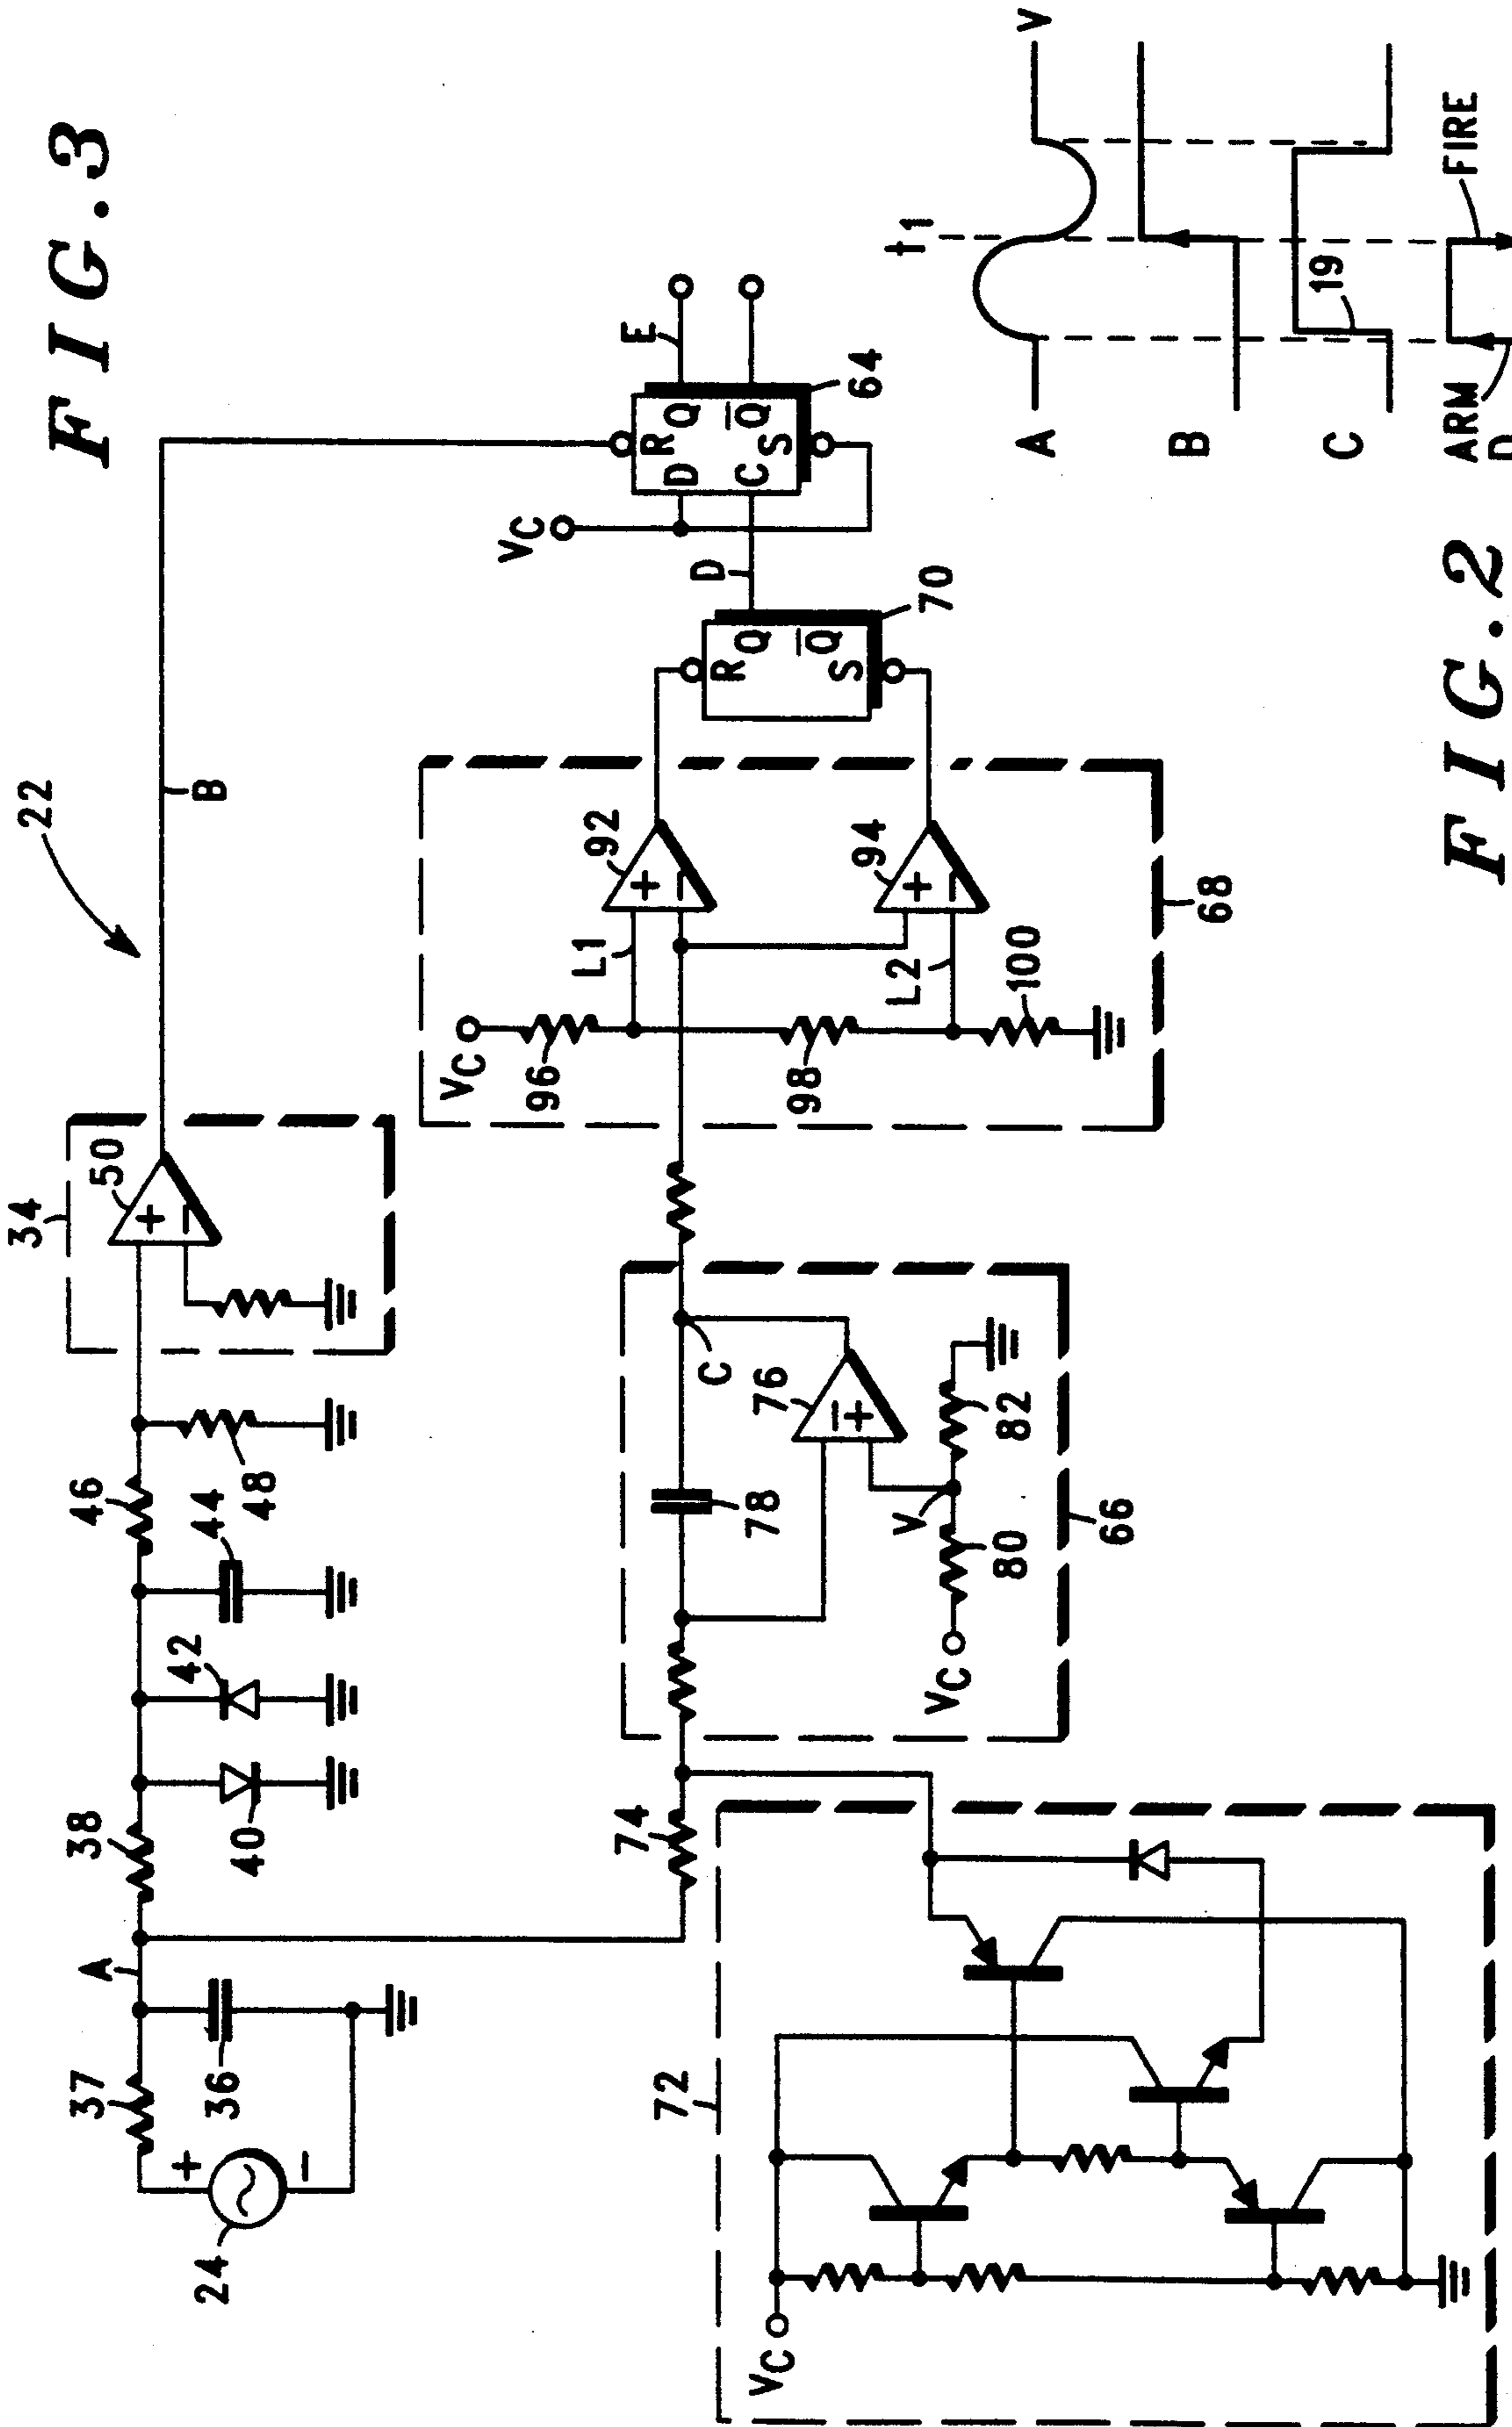 FIG. 3
22
34
50
38
46
37
A
B
+
-
+
-
24
36
40
42
44
48
VC
E
R
D Q
C Q
S
64
D
74
C
76
-
+
78
V
80
82
VC
66
VC
96
98
100
L1
L2
92
+
-
94
+
-
68
R
Q
Q
S
70
72
VC
t1
A
V
B
C
19
ARM
D
FIRE
FIG. 2